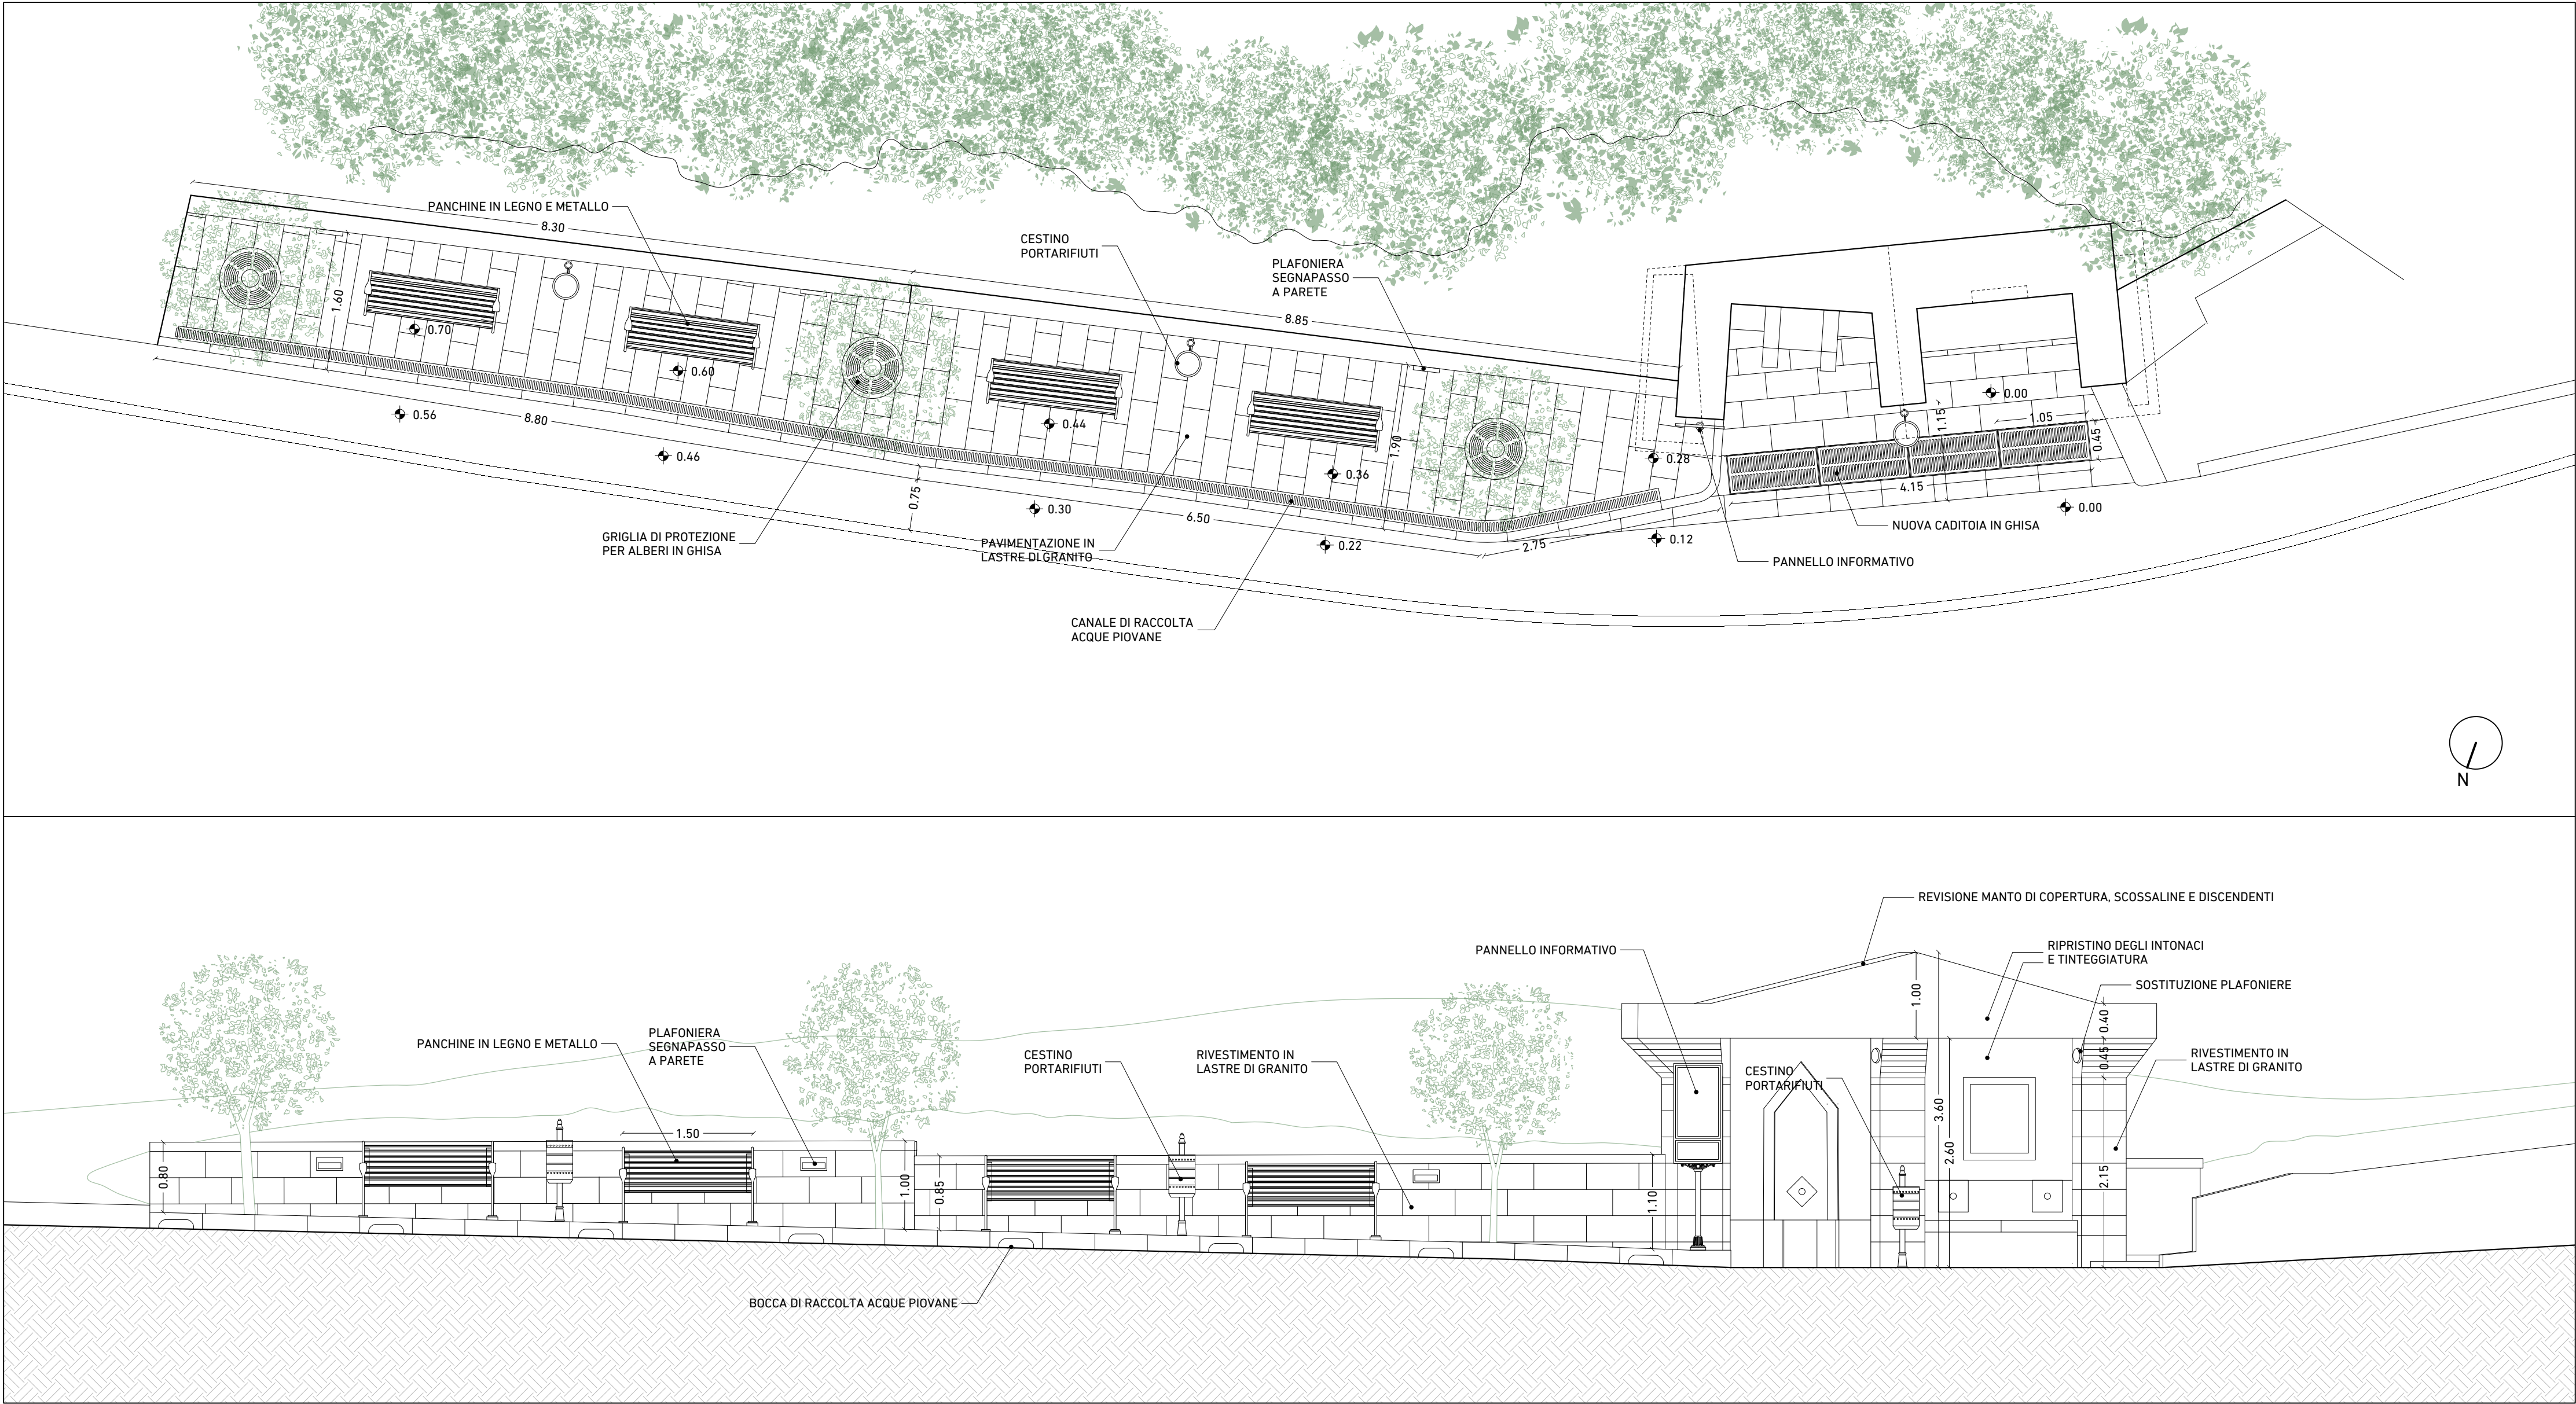 PANCHINE IN LEGNO E METALLO
8.30
CESTINO
PORTARIFIUTI
PLAFONIERA
SEGNAPASSO
A PARETE
1.60
8.85
0.70
0.60
0.56
8.80
0.44
0.46
0.36
1.90
0.28
0.00
1.15
1.05
0.45
4.15
0.75
0.30
6.50
0.22
2.75
0.12
0.00
NUOVA CADITOIA IN GHISA
GRIGLIA DI PROTEZIONE
PER ALBERI IN GHISA
PAVIMENTAZIONE IN
LASTRE DI GRANITO
PANNELLO INFORMATIVO
CANALE DI RACCOLTA
ACQUE PIOVANE
N
REVISIONE MANTO DI COPERTURA, SCOSSALINE E DISCENDENTI
PANNELLO INFORMATIVO
RIPRISTINO DEGLI INTONACI
E TINTEGGIATURA
SOSTITUZIONE PLAFONIERE
1.00
0.40
PANCHINE IN LEGNO E METALLO
PLAFONIERA
SEGNAPASSO
A PARETE
CESTINO
PORTARIFIUTI
RIVESTIMENTO IN
LASTRE DI GRANITO
CESTINO
PORTARIFIUTI
0.45
RIVESTIMENTO IN
LASTRE DI GRANITO
3.60
1.50
2.60
0.80
1.00
0.85
1.10
2.15
BOCCA DI RACCOLTA ACQUE PIOVANE